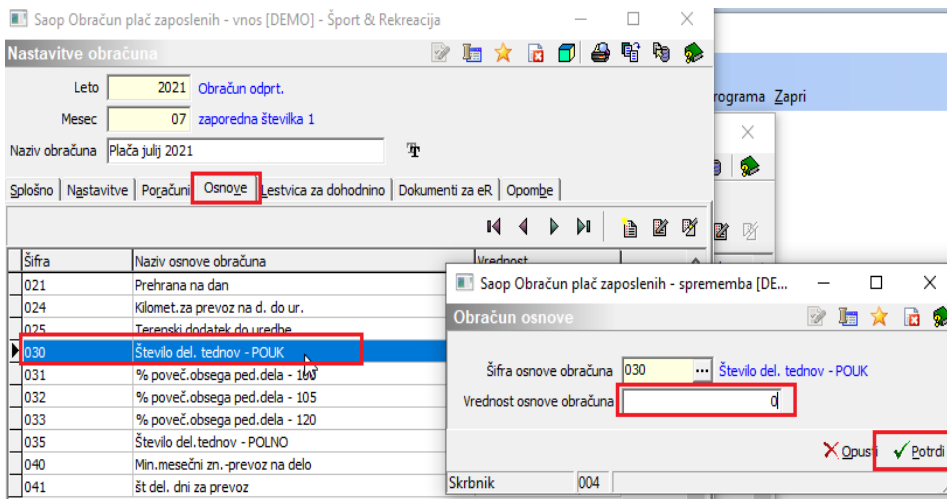 Saop Obračun plač zaposlenih - vnos [DEMO] - Šport & Rekreacija
Nastavitve obračuna
Leto 2021 Obračun odprt.
Mesec 07 zaporedna številka 1
Naziv obračuna Plača julij 2021
Splošno Nastavitve Poračuni Osnove Lestvica za dohodnino Dokumenti za eR Opombe
Šifra Naziv osnove obračuna Vrednost
021 Prehrana na dan
024 Kilomet.za prevoz na d. do ur.
025 Terenski dodatek do uredbe
030 Število del. tednov - POUK
031 % poveč.obsega ped.dela - 100
032 % poveč.obsega ped.dela - 105
033 % poveč.obsega ped.dela - 120
035 Število del.tednov - POLNO
040 Min.mesečni zn.-prevoz na delo
041 št del. dni za prevoz
rograma Zapri
Saop Obračun plač zaposlenih - sprememba [DE...
Obračun osnove
Šifra osnove obračuna 030 ... Število del. tednov - POUK
Vrednost osnove obračuna 0
Opusti Potrdi
Skrbnik 004